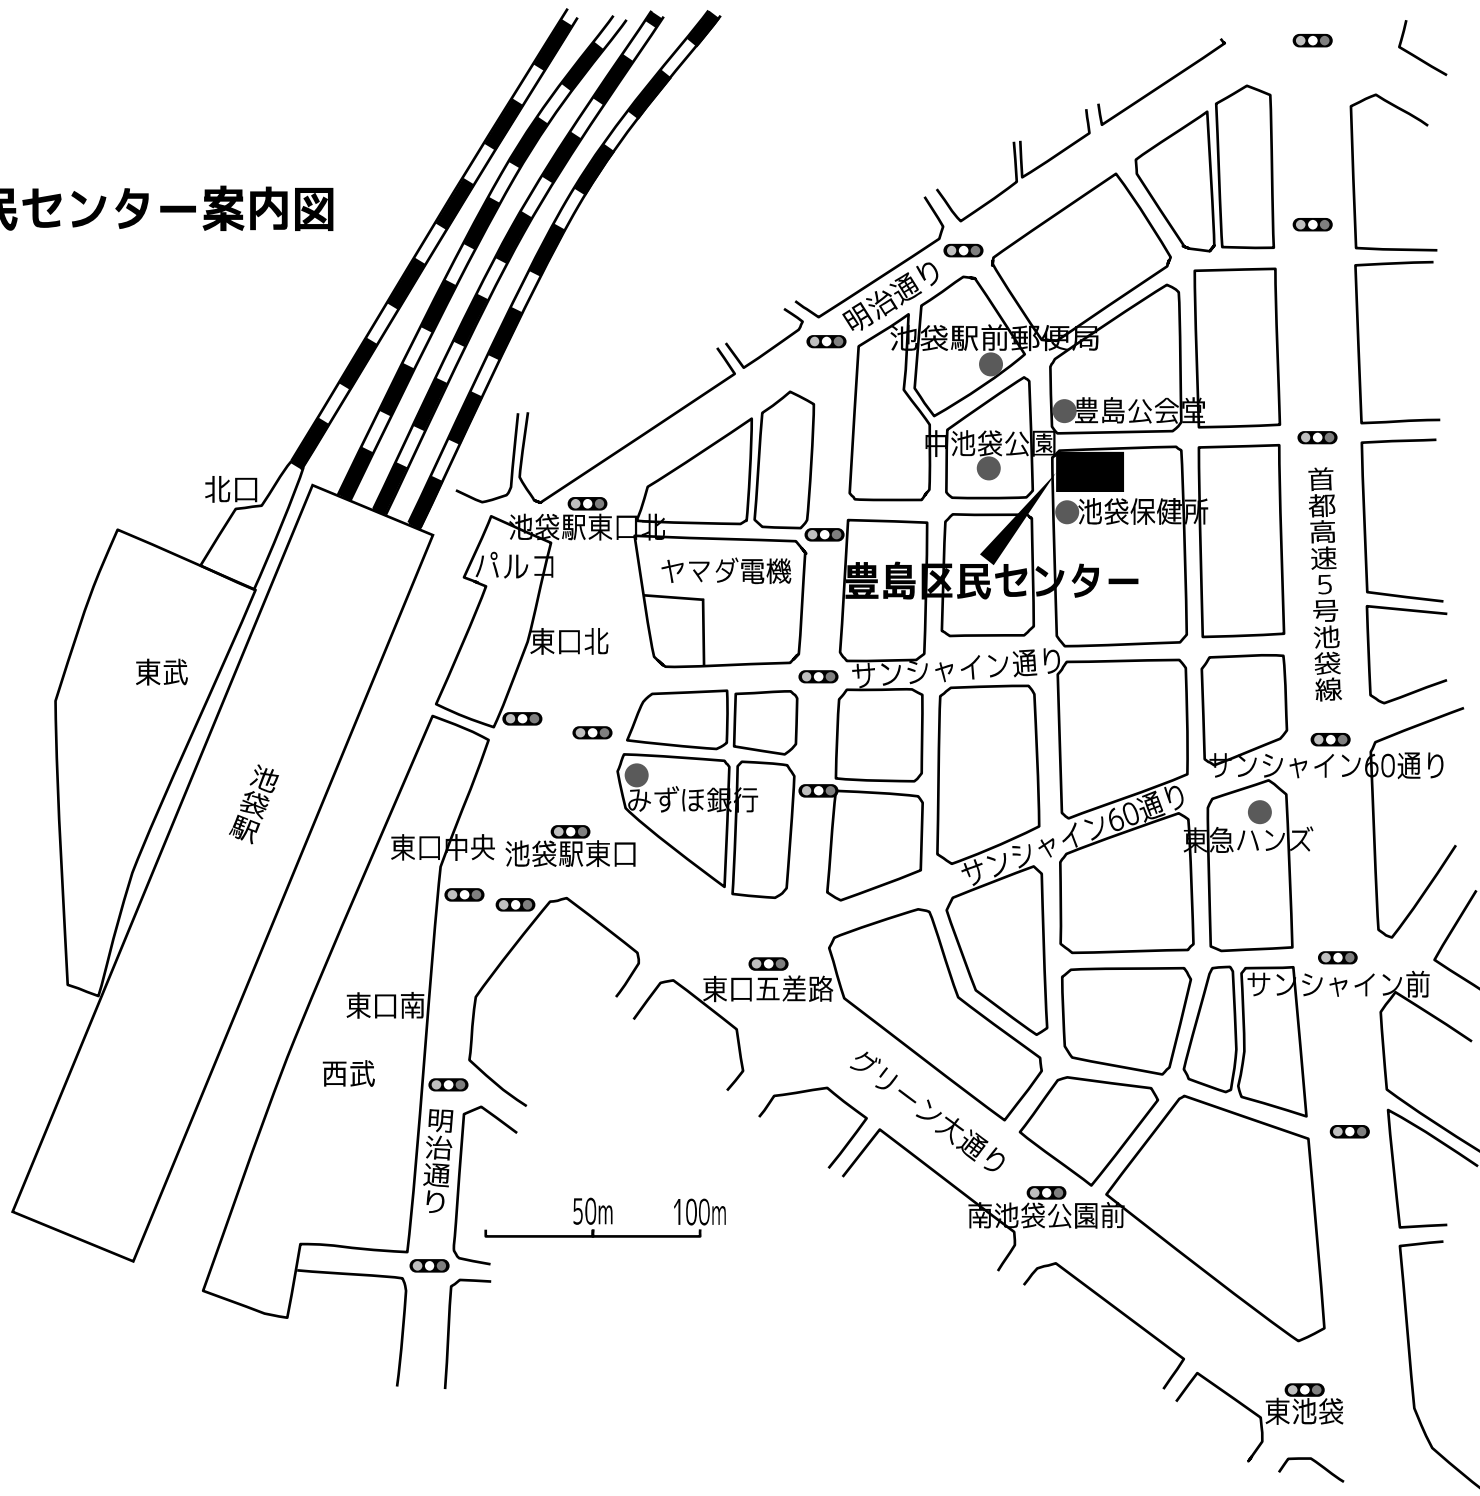 民センター案内図
明治通り
池袋駅前郵便局
豊島公会堂
中池袋公園
首都高速5号池袋線
北口
池袋駅東口北
池袋保健所
パルコ
ヤマダ電機
豊島区民センター
東口北
東武
サンシャイン通り
サンシャイン60通り
池袋駅
みずほ銀行
サンシャイン60通り
東急ハンズ
東口中央
池袋駅東口
東口五差路
サンシャイン前
東口南
西武
グリーン大通り
明治通り
50m
100m
南池袋公園前
東池袋